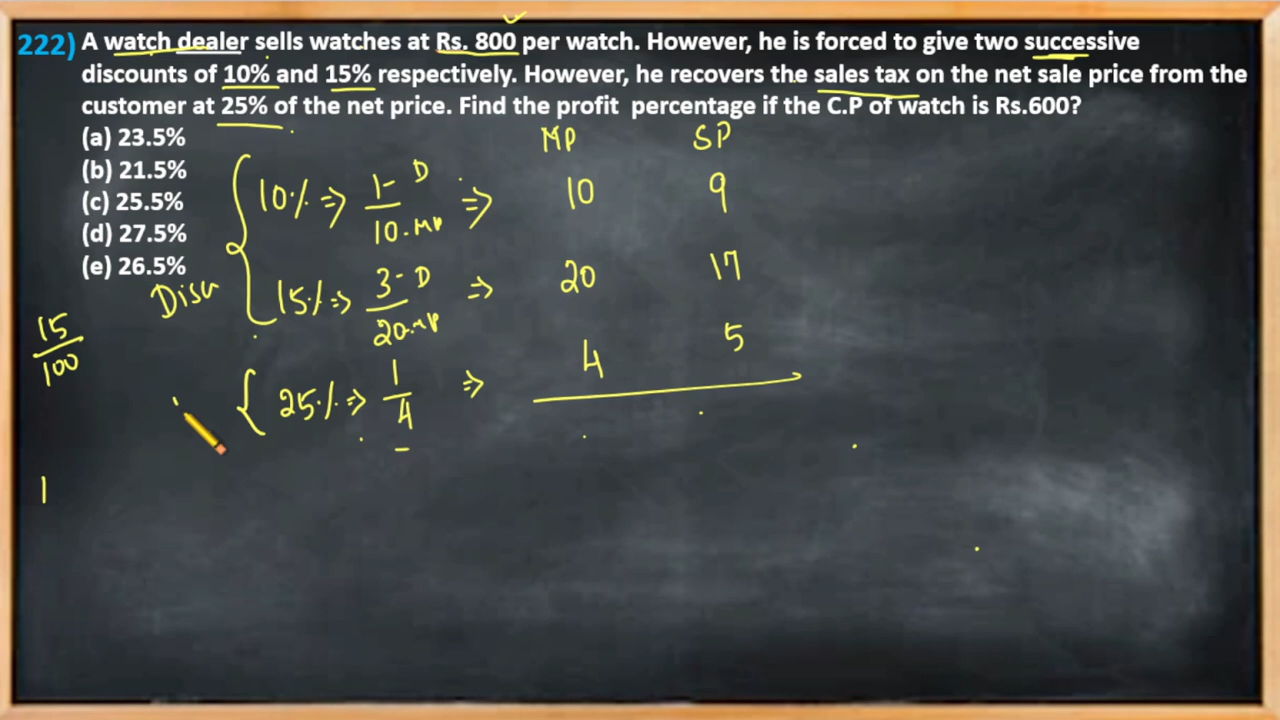 222) A watch dealer sells watches at Rs. 800 per watch. However, he is forced to give two successive
discounts of 10% and 15% respectively. However, he recovers the sales tax on the net sale price from the
customer at 25% of the net price. Find the profit percentage if the C.P of watch is Rs.600?
(a) 23.5%
(b) 21.5%
(c) 25.5%
(d) 27.5%
(e) 26.5%
MP SP
10% ⇒ 1- D / 10. MP ⇒ 10 9
Disc 15% ⇒ 3- D / 20. MP ⇒ 20 17
15/100
25% ⇒ 1/4 ⇒ 4 5
1